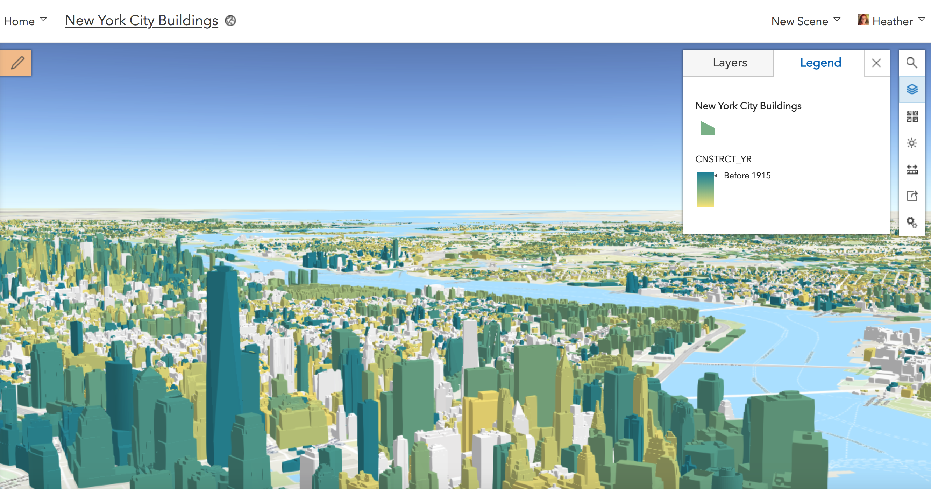 Home New York City Buildings New Scene Heather
Layers Legend
New York City Buildings
CNSTRCT_YR
Before 1915